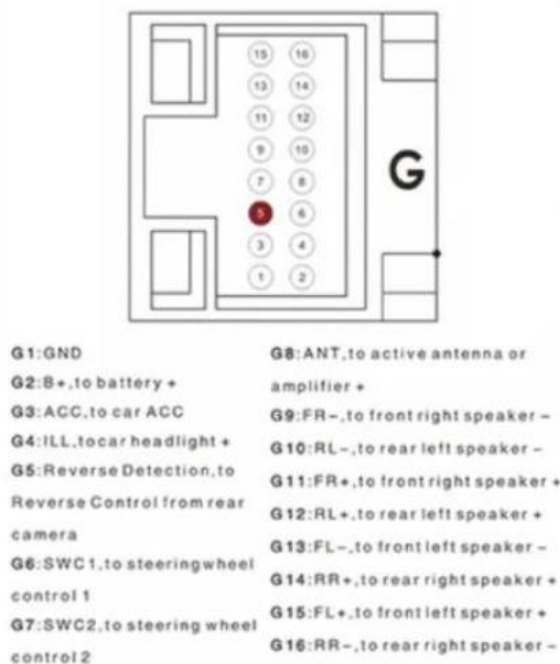 15 16
13 14
11 12
9 10
7 8
5 6
3 4
1 2
G
G1:GND
G2:B+,to battery +
G3:ACC,to car ACC
G4:ILL,tocar headlight +
G5:Reverse Detection,to
Reverse Control from rear
camera
G6:SWC1,to steeringwheel
control 1
G7:SWC2,to steering wheel
control 2
G8:ANT,to active antenna or
amplifier +
G9:FR-,to front right speaker -
G10:RL-,to rear left speaker -
G11:FR+,to front right speaker +
G12:RL+,to rear left speaker +
G13:FL-,to front left speaker -
G14:RR+,to rear right speaker +
G15:FL+,to front left speaker +
G16:RR-,to rear right speaker -